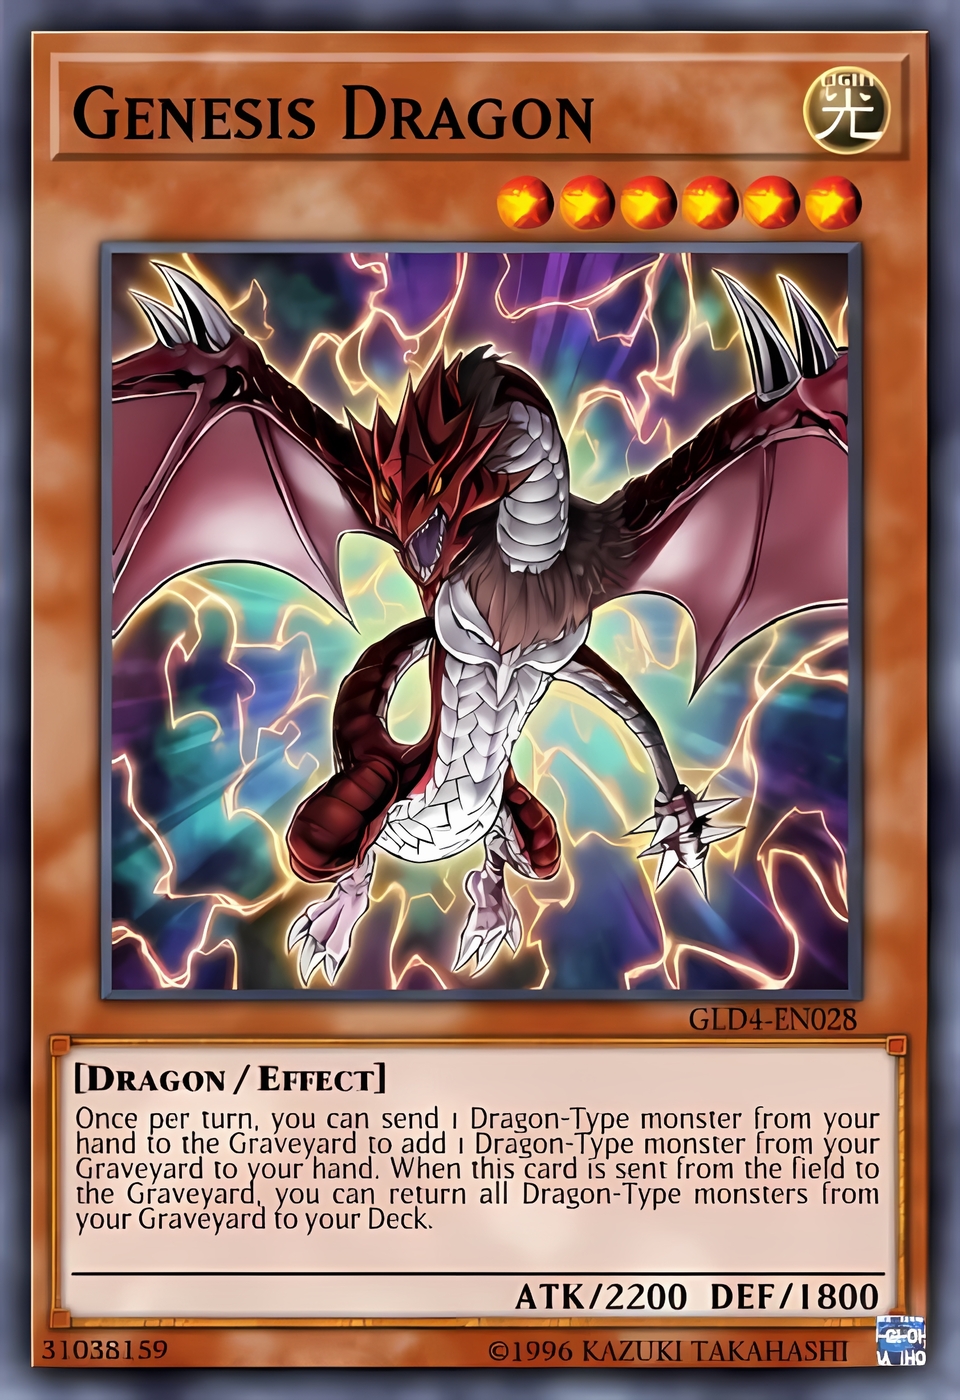 Genesis Dragon
光
GLD4-EN028
[Dragon / Effect]
Once per turn, you can send 1 Dragon-Type monster from your
hand to the Graveyard to add 1 Dragon-Type monster from your
Graveyard to your hand. When this card is sent from the field to
the Graveyard, you can return all Dragon-Type monsters from
your Graveyard to your Deck.
ATK/2200 DEF/1800
31038159
©1996 KAZUKI TAKAHASHI